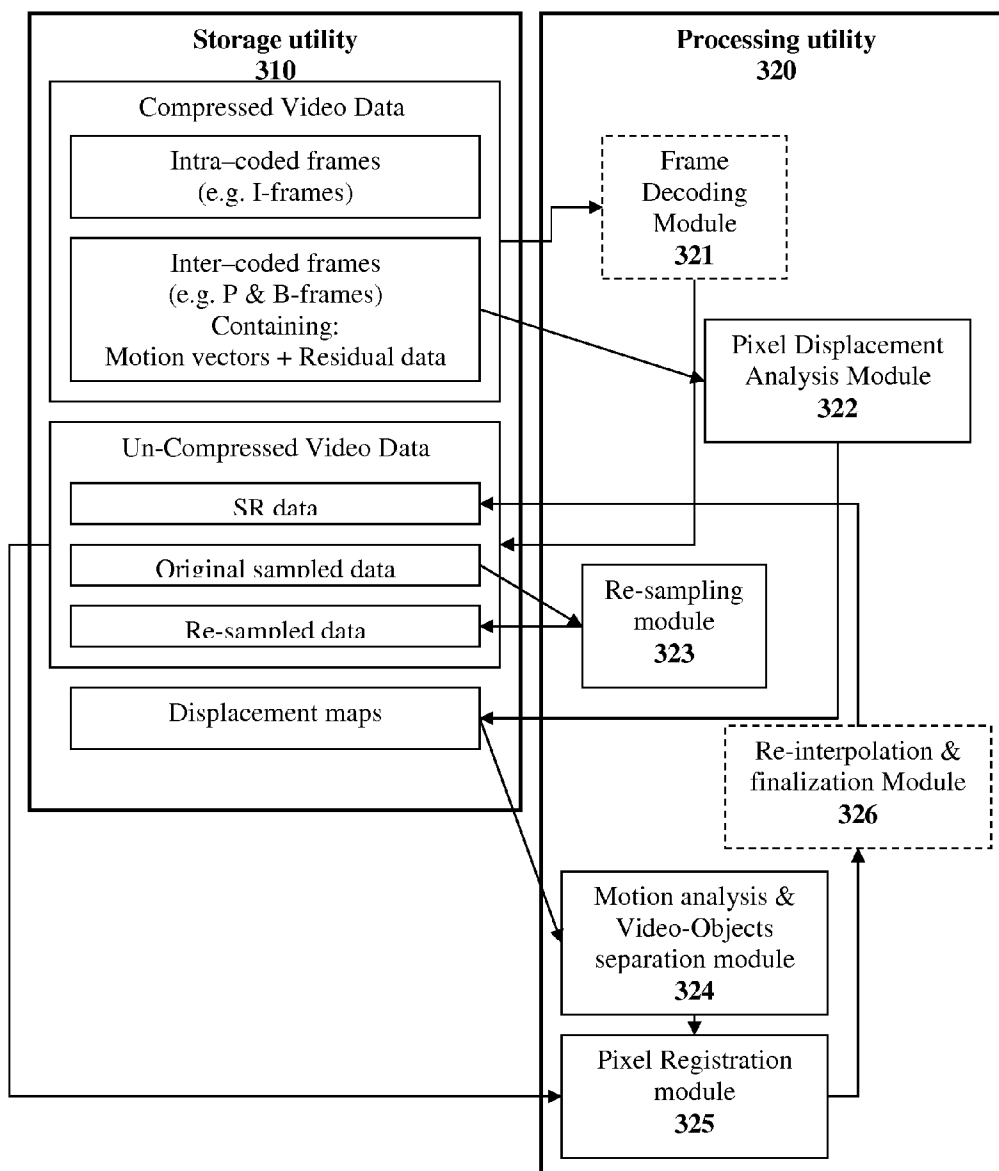 Storage utility
310
Compressed Video Data
Intra–coded frames
(e.g. I-frames)
Inter–coded frames
(e.g. P & B-frames)
Containing:
Motion vectors + Residual data
Un-Compressed Video Data
SR data
Original sampled data
Re-sampled data
Displacement maps
Processing utility
320
Frame
Decoding
Module
321
Pixel Displacement
Analysis Module
322
Re-sampling
module
323
Re-interpolation &
finalization Module
326
Motion analysis &
Video-Objects
separation module
324
Pixel Registration
module
325